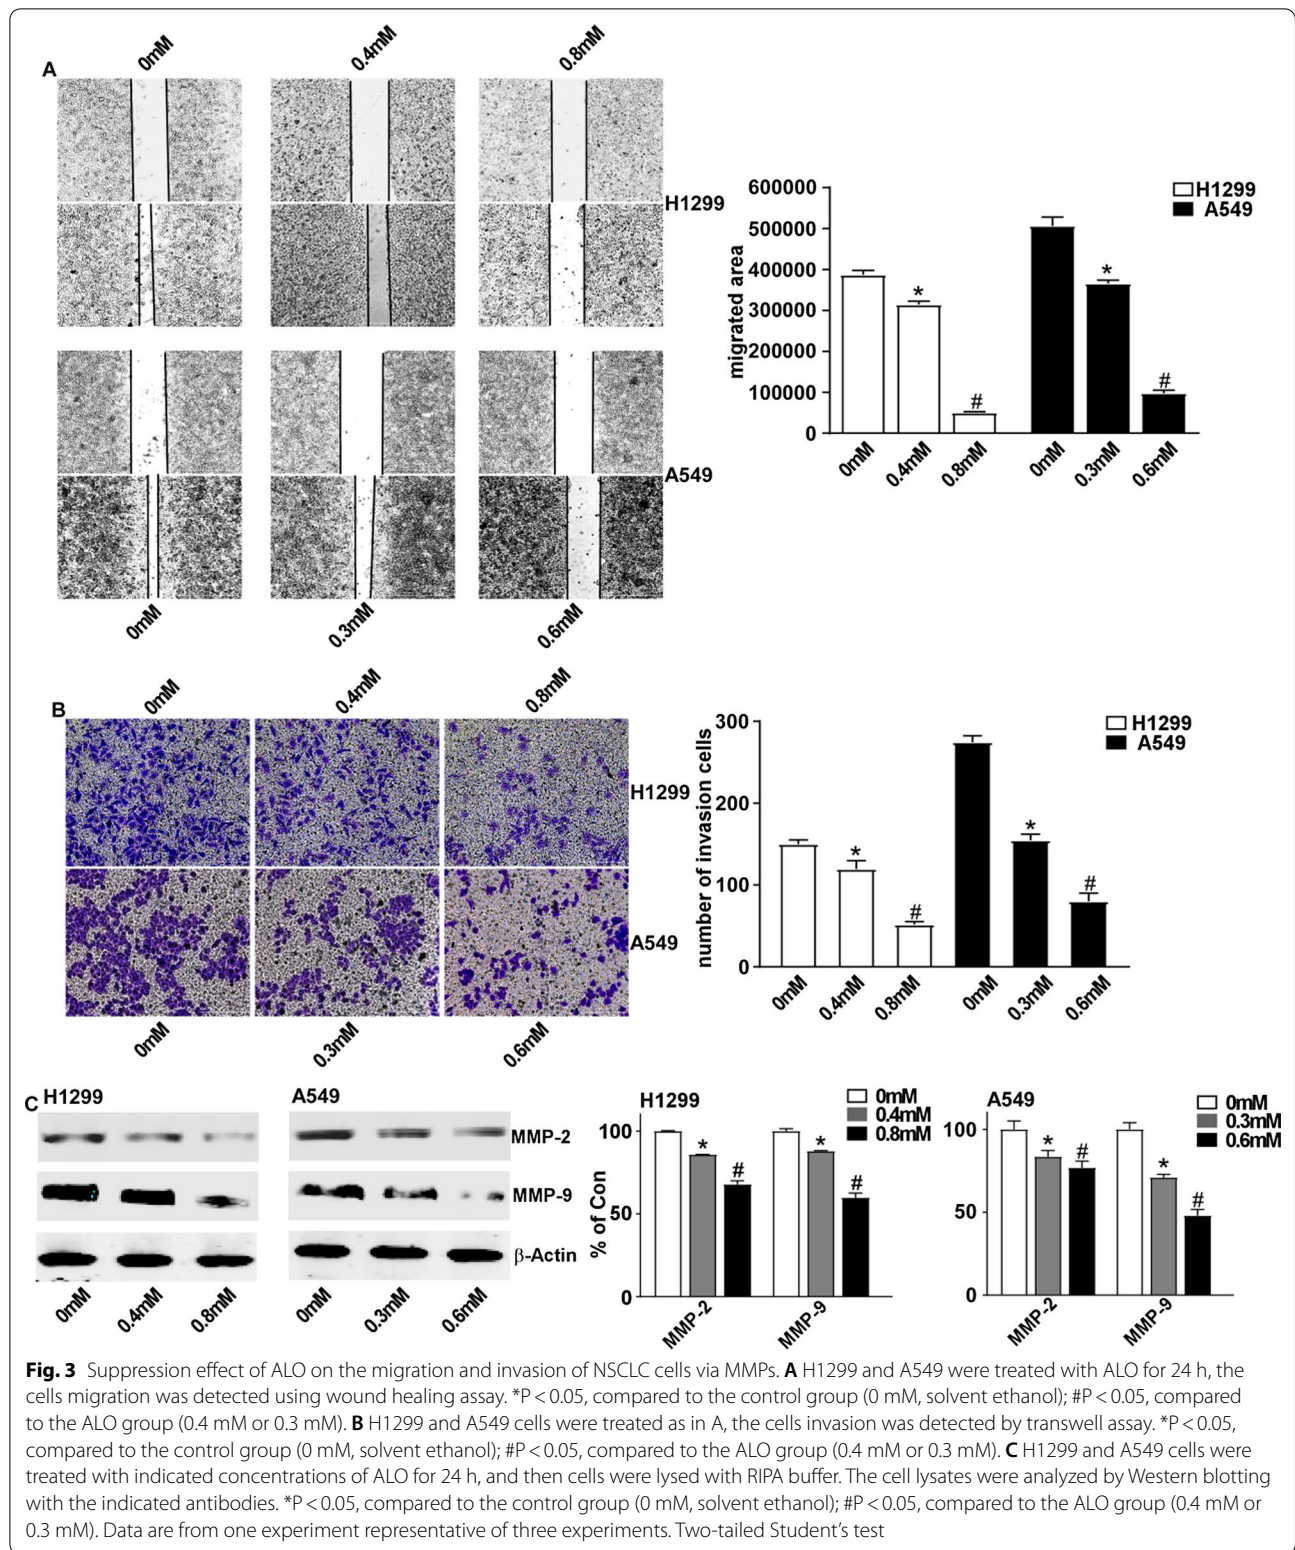 A
0mM
0.4mM
0.8mM
H1299
A549
0mM
0.3mM
0.6mM
600000
500000
400000
300000
200000
100000
0
migrated area
H1299
A549
*
#
*
#
0mM
0.4mM
0.8mM
0mM
0.3mM
0.6mM
B
0mM
0.4mM
0.8mM
H1299
A549
0mM
0.3mM
0.6mM
300
200
100
0
number of invasion cells
H1299
A549
*
#
*
#
0mM
0.4mM
0.8mM
0mM
0.3mM
0.6mM
C
H1299
A549
MMP-2
MMP-9
β-Actin
0mM
0.4mM
0.8mM
0mM
0.3mM
0.6mM
H1299
0mM
0.4mM
0.8mM
100
50
0
% of Con
*
#
*
#
MMP-2
MMP-9
A549
0mM
0.3mM
0.6mM
100
50
0
*
#
*
#
MMP-2
MMP-9
Fig. 3 Suppression effect of ALO on the migration and invasion of NSCLC cells via MMPs. A H1299 and A549 were treated with ALO for 24 h, the
cells migration was detected using wound healing assay. *P < 0.05, compared to the control group (0 mM, solvent ethanol); #P < 0.05, compared
to the ALO group (0.4 mM or 0.3 mM). B H1299 and A549 cells were treated as in A, the cells invasion was detected by transwell assay. *P < 0.05,
compared to the control group (0 mM, solvent ethanol); #P < 0.05, compared to the ALO group (0.4 mM or 0.3 mM). C H1299 and A549 cells were
treated with indicated concentrations of ALO for 24 h, and then cells were lysed with RIPA buffer. The cell lysates were analyzed by Western blotting
with the indicated antibodies. *P < 0.05, compared to the control group (0 mM, solvent ethanol); #P < 0.05, compared to the ALO group (0.4 mM or
0.3 mM). Data are from one experiment representative of three experiments. Two-tailed Student's test